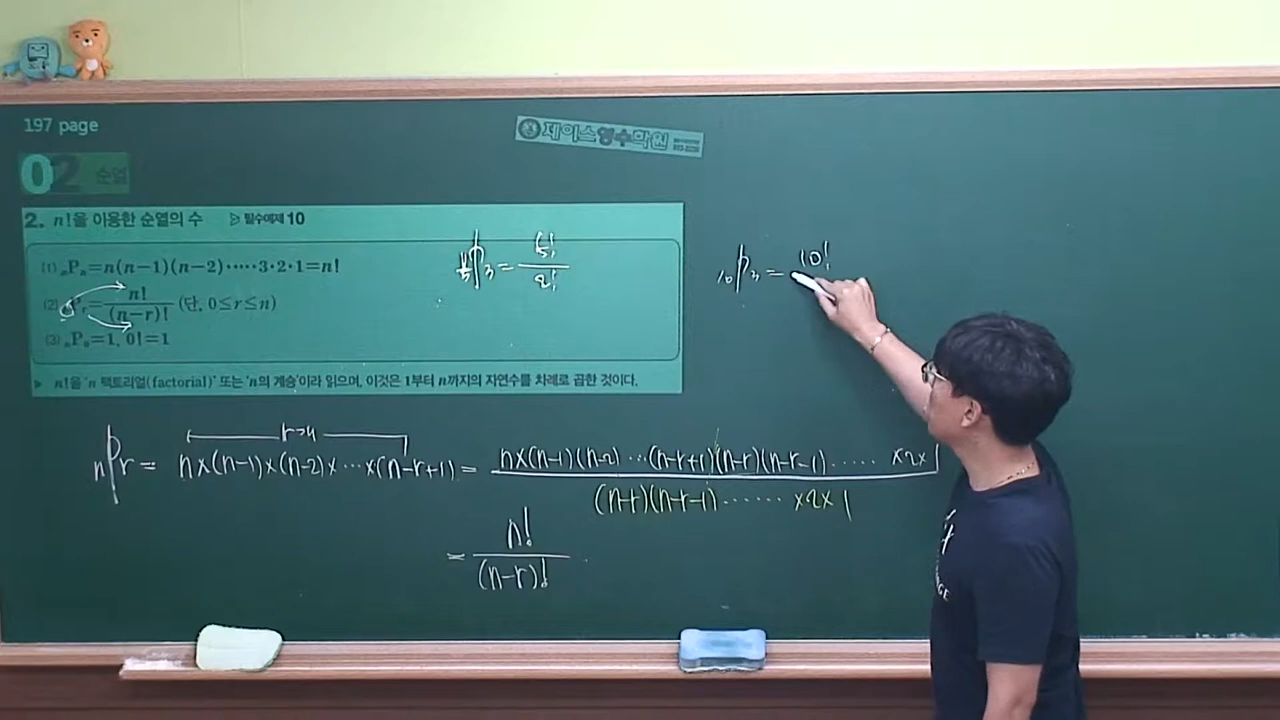 197 page
제이스영수학원
02 순열
2. n!을 이용한 순열의 수 ▷ 필수예제 10
(1) ₙPₙ=n(n-1)(n-2)·····3·2·1=n!
(2) ₙPᵣ=n!/(n-r)! (단, 0≤r≤n)
(3) ₙP₀=1, 0!=1
▶ n!을 'n 팩토리얼(factorial)' 또는 'n의 계승'이라 읽으며, 이것은 1부터 n까지의 자연수를 차례로 곱한 것이다.
₅P₃ = 5!/2!
₁₀P₃ = 10!
r개
nPr = n×(n-1)×(n-2)×···×(n-r+1) = n×(n-1)(n-2)···(n-r+1)(n-r)(n-r-1)······×2×1
(n-r)(n-r-1)·······×2×1
= n!/(n-r)!